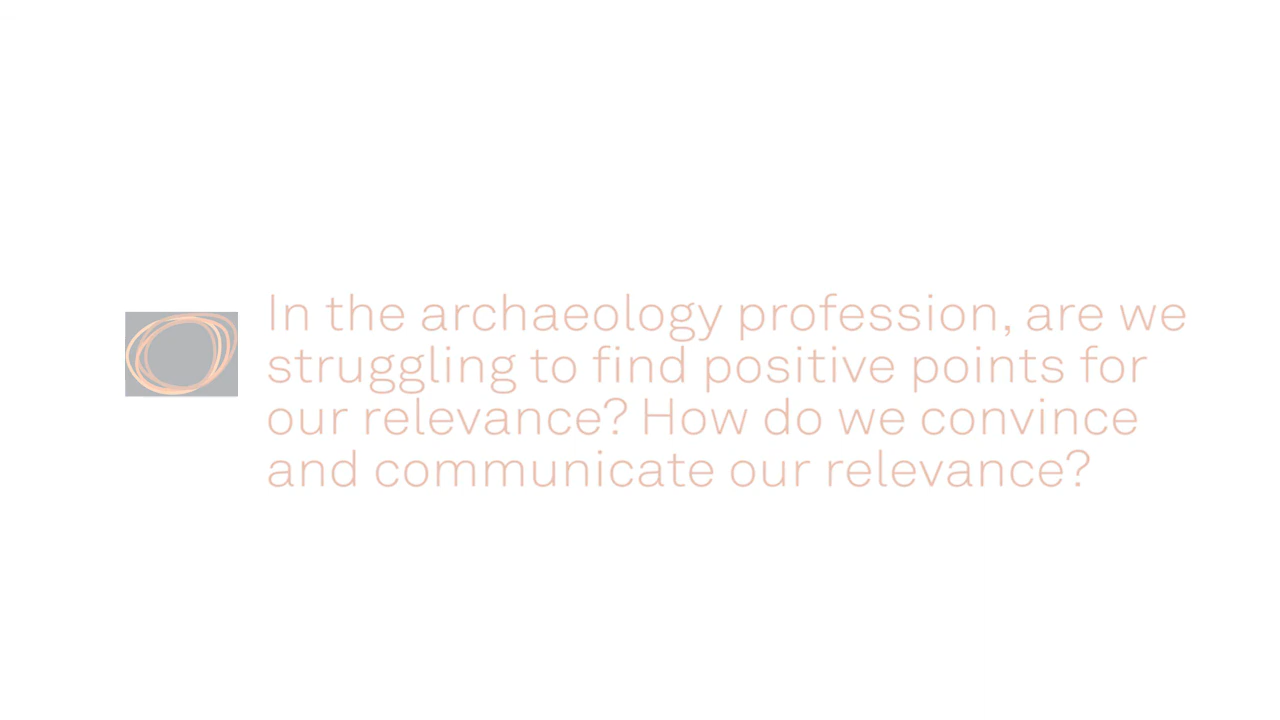 In the archaeology profession, are we
struggling to find positive points for
our relevance? How do we convince
and communicate our relevance?